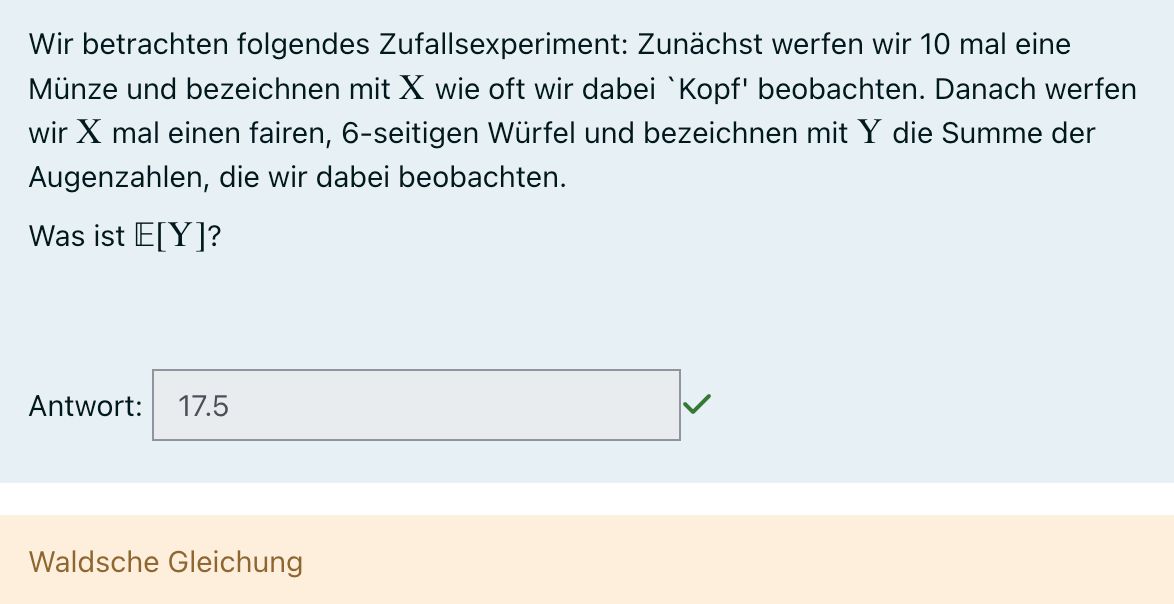 Wir betrachten folgendes Zufallsexperiment: Zunächst werfen wir 10 mal eine
Münze und bezeichnen mit X wie oft wir dabei `Kopf' beobachten. Danach werfen
wir X mal einen fairen, 6-seitigen Würfel und bezeichnen mit Y die Summe der
Augenzahlen, die wir dabei beobachten.
Was ist 𝔼[Y]?
Antwort: 17.5
Waldsche Gleichung